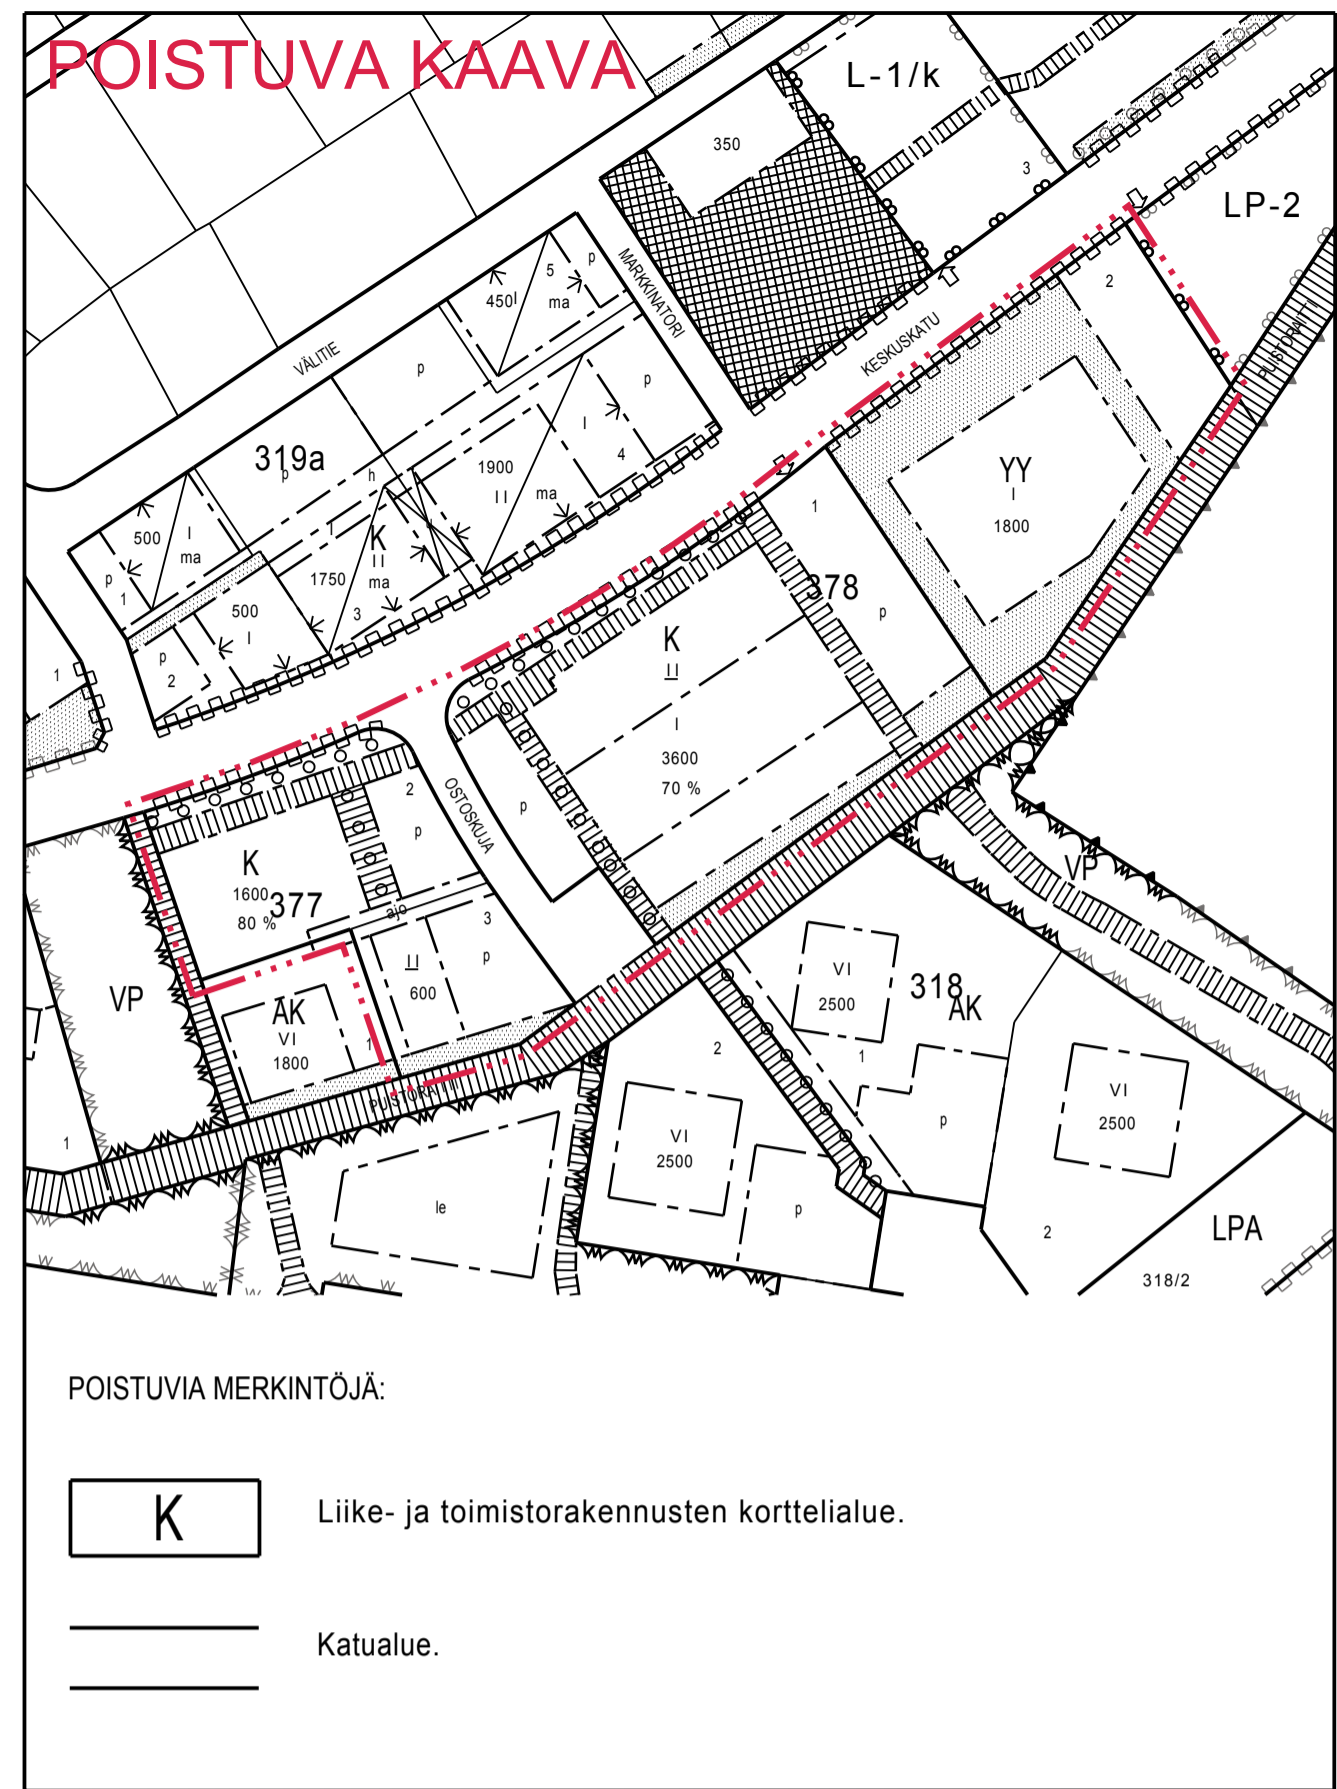 POISTUVA KAAVA
L-1/k
350
3
LP-2
MARKKINATORI
2
5
p
450 I
ma
VÄLITIE
p
p
KESKUSKATU
PUISTORAITTI
319a
p
h
I
1900
II
ma
4
YY
I
1800
1
500
I
ma
p
1
I
K
II
1750
ma
3
378
p
500
I
p
2
1
K
II
I
3600
70 %
2
p
OSTOSKUJA
p
K
1600
377
80 %
ajo
3
p
VP
II
600
VP
AK
VI
1800
1
VI
2500
318
AK
1
PUISTORAITTI
2
VI
2500
p
1
VI
2500
le
p
2
LPA
318/2
POISTUVIA MERKINTÖJÄ:
K
Liike- ja toimistorakennusten korttelialue.
Katualue.